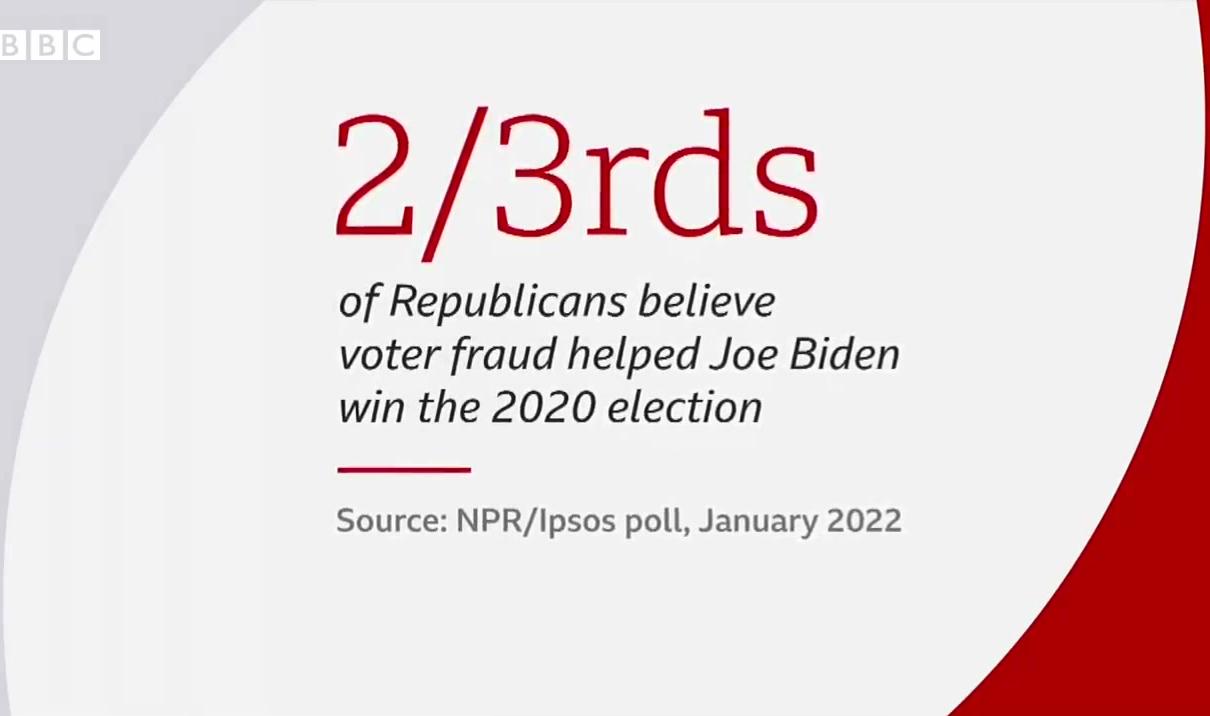 BBC
2/3rds
of Republicans believe
voter fraud helped Joe Biden
win the 2020 election
Source: NPR/Ipsos poll, January 2022